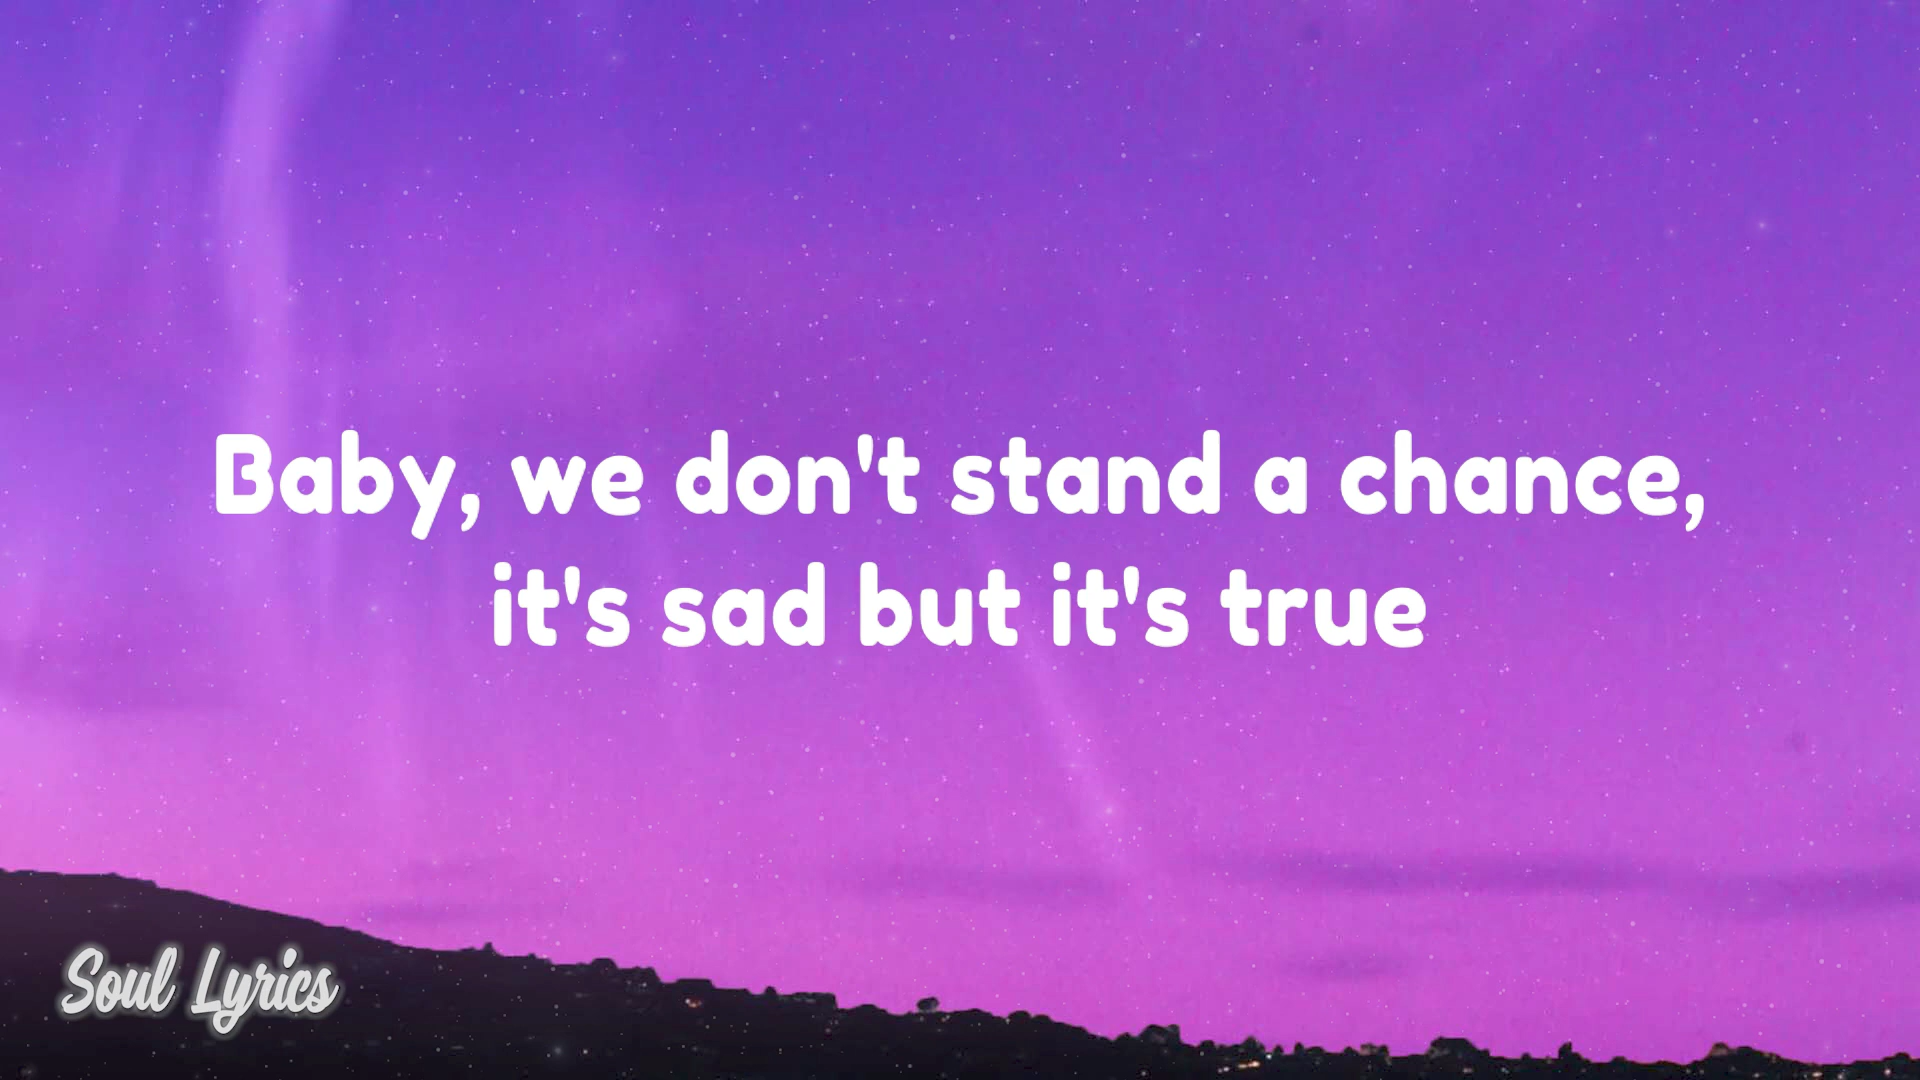 Baby, we don't stand a chance,
it's sad but it's true
Soul Lyrics